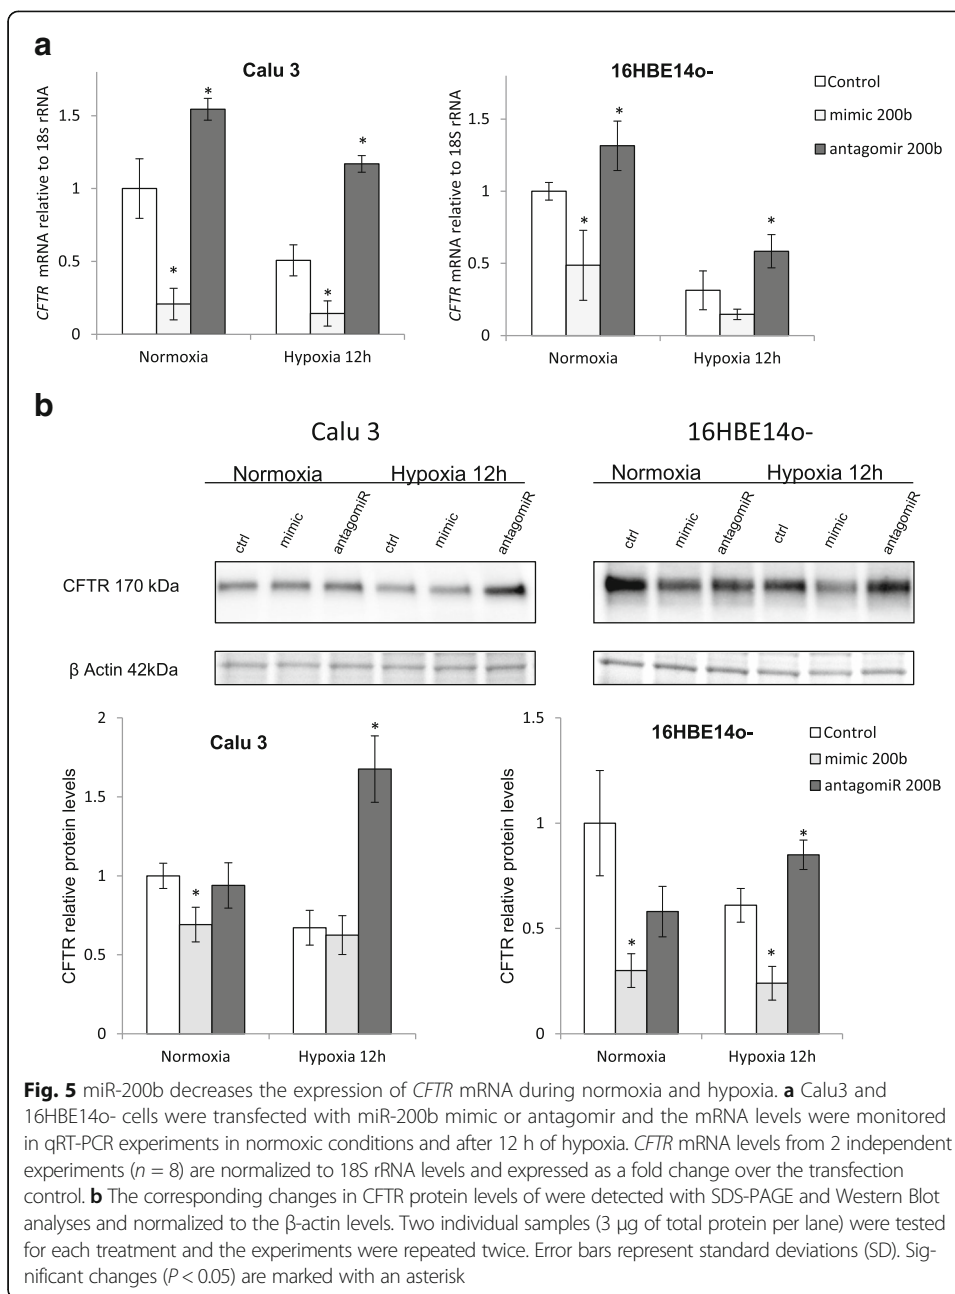 a
Calu 3
16HBE14o-
CFTR mRNA relative to 18s rRNA
1.5
1
0.5
0
Normoxia
Hypoxia 12h
CFTR mRNA relative to 18S rRNA
1.5
1
0.5
0
Normoxia
Hypoxia 12h
Control
mimic 200b
antagomir 200b
*
*
*
*
*
*
*
b
Calu 3
16HBE14o-
Normoxia
Hypoxia 12h
Normoxia
Hypoxia 12h
ctrl
mimic
antagomiR
ctrl
mimic
antagomiR
ctrl
mimic
antagomiR
ctrl
mimic
antagomiR
CFTR 170 kDa
β Actin 42kDa
Calu 3
CFTR relative protein levels
2
1.5
1
0.5
0
*
*
Normoxia
Hypoxia 12h
16HBE14o-
CFTR relative protein levels
1.5
1
0.5
0
*
*
*
Normoxia
Hypoxia 12h
Control
mimic 200b
antagomiR 200B
Fig. 5 miR-200b decreases the expression of CFTR mRNA during normoxia and hypoxia. a Calu3 and
16HBE14o- cells were transfected with miR-200b mimic or antagomir and the mRNA levels were monitored
in qRT-PCR experiments in normoxic conditions and after 12 h of hypoxia. CFTR mRNA levels from 2 independent
experiments (n = 8) are normalized to 18S rRNA levels and expressed as a fold change over the transfection
control. b The corresponding changes in CFTR protein levels of were detected with SDS-PAGE and Western Blot
analyses and normalized to the β-actin levels. Two individual samples (3 μg of total protein per lane) were tested
for each treatment and the experiments were repeated twice. Error bars represent standard deviations (SD). Sig-
nificant changes (P < 0.05) are marked with an asterisk